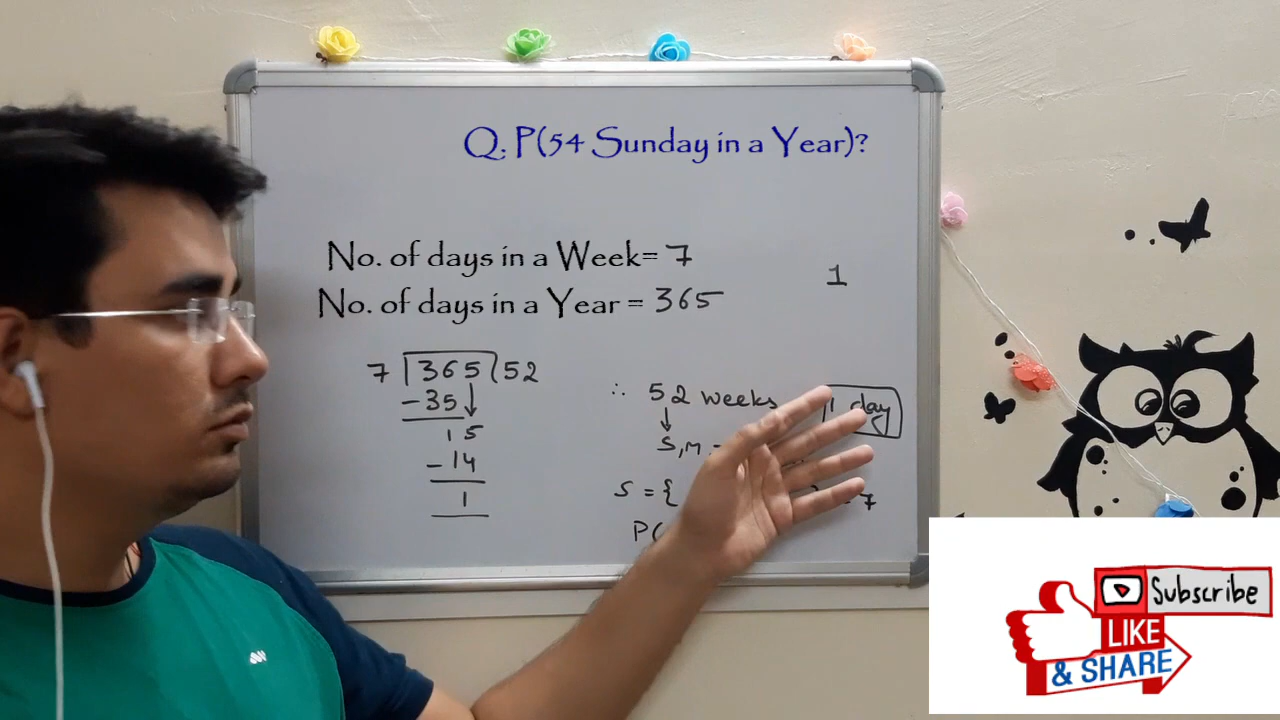 Q. P(54 Sunday in a Year)?
No. of days in a Week= 7
1
No. of days in a Year = 365
7 | 365 ( 52
-35
15
-14
1
∴ 52 weeks 1 day
S, M
S = { = 7
P(
Subscribe
LIKE
& SHARE